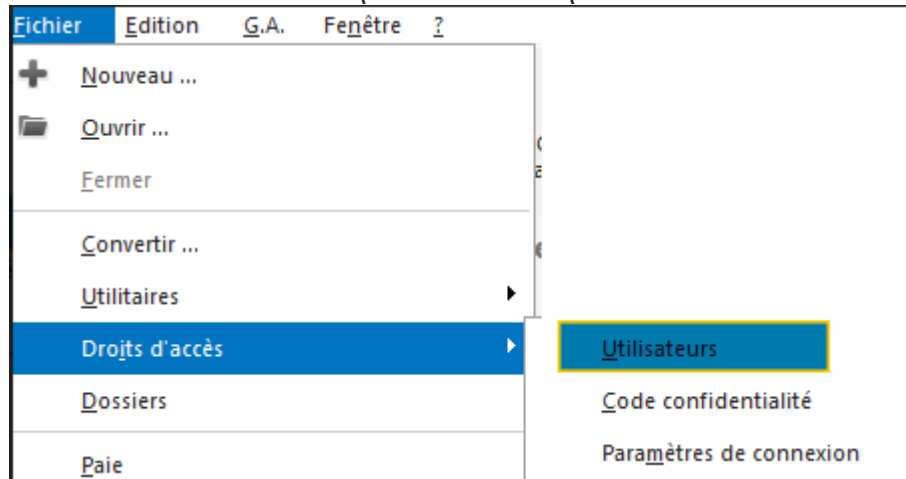 Fichier Edition G.A. Fenêtre ?
Nouveau ...
Ouvrir ...
Fermer
Convertir ...
Utilitaires
Droits d'accès
Utilisateurs
Dossiers
Code confidentialité
Paie
Paramètres de connexion